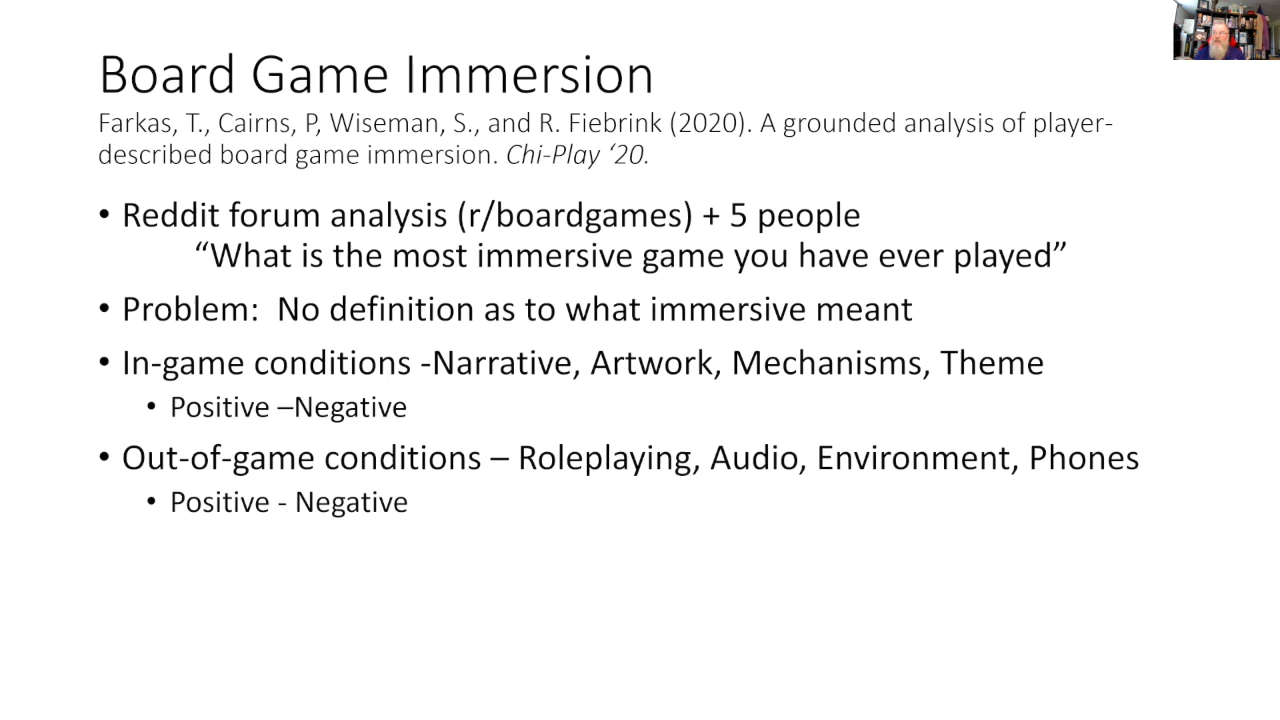 Board Game Immersion
Farkas, T., Cairns, P, Wiseman, S., and R. Fiebrink (2020). A grounded analysis of player-
described board game immersion. Chi-Play ‘20.
• Reddit forum analysis (r/boardgames) + 5 people
“What is the most immersive game you have ever played”
• Problem:  No definition as to what immersive meant
• In-game conditions -Narrative, Artwork, Mechanisms, Theme
• Positive –Negative
• Out-of-game conditions – Roleplaying, Audio, Environment, Phones
• Positive - Negative